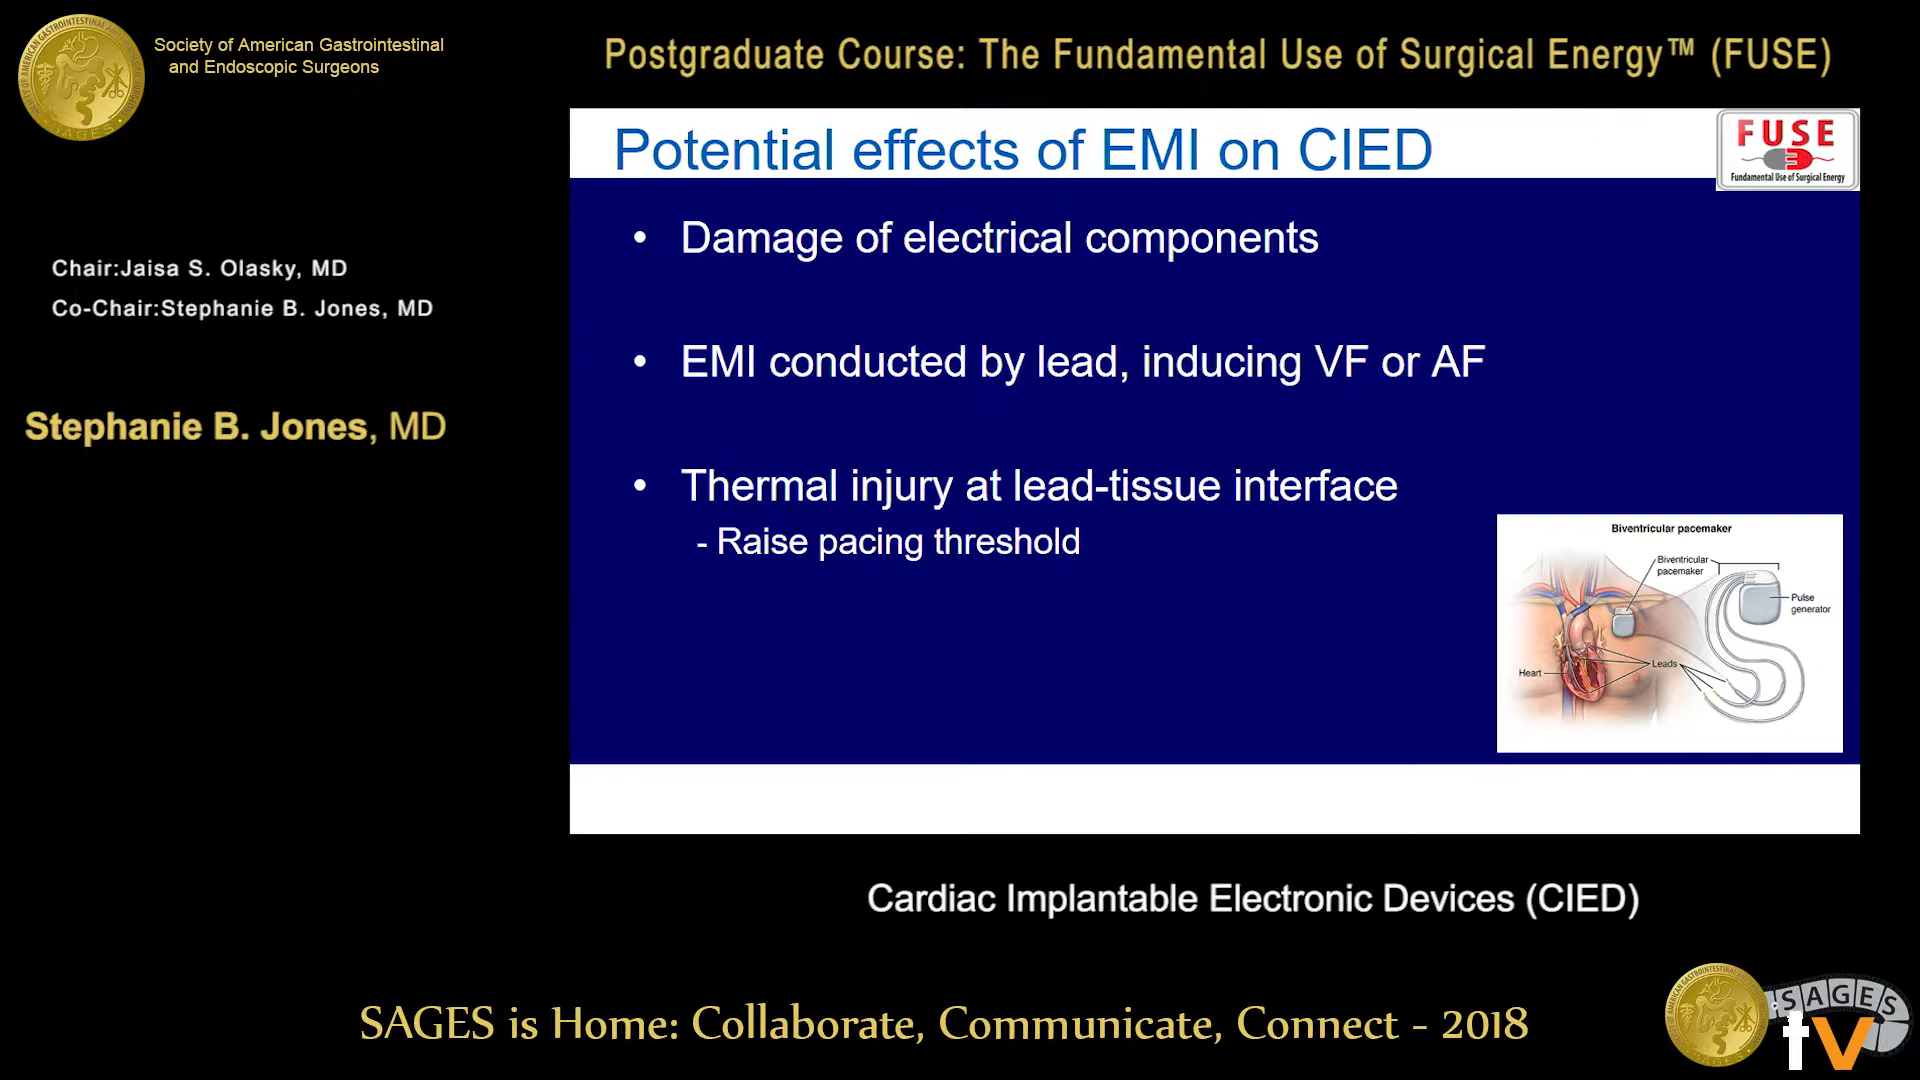 Society of American Gastrointestinal
and Endoscopic Surgeons
Postgraduate Course: The Fundamental Use of Surgical Energy™ (FUSE)
Chair:Jaisa S. Olasky, MD
Co-Chair:Stephanie B. Jones, MD
Stephanie B. Jones, MD
Potential effects of EMI on CIED
FUSE
Fundamental Use of Surgical Energy
• Damage of electrical components
• EMI conducted by lead, inducing VF or AF
• Thermal injury at lead-tissue interface
- Raise pacing threshold
Biventricular pacemaker
Biventricular
pacemaker
Pulse
generator
Leads
Heart
Cardiac Implantable Electronic Devices (CIED)
SAGES is Home: Collaborate, Communicate, Connect - 2018
SAGES
tv